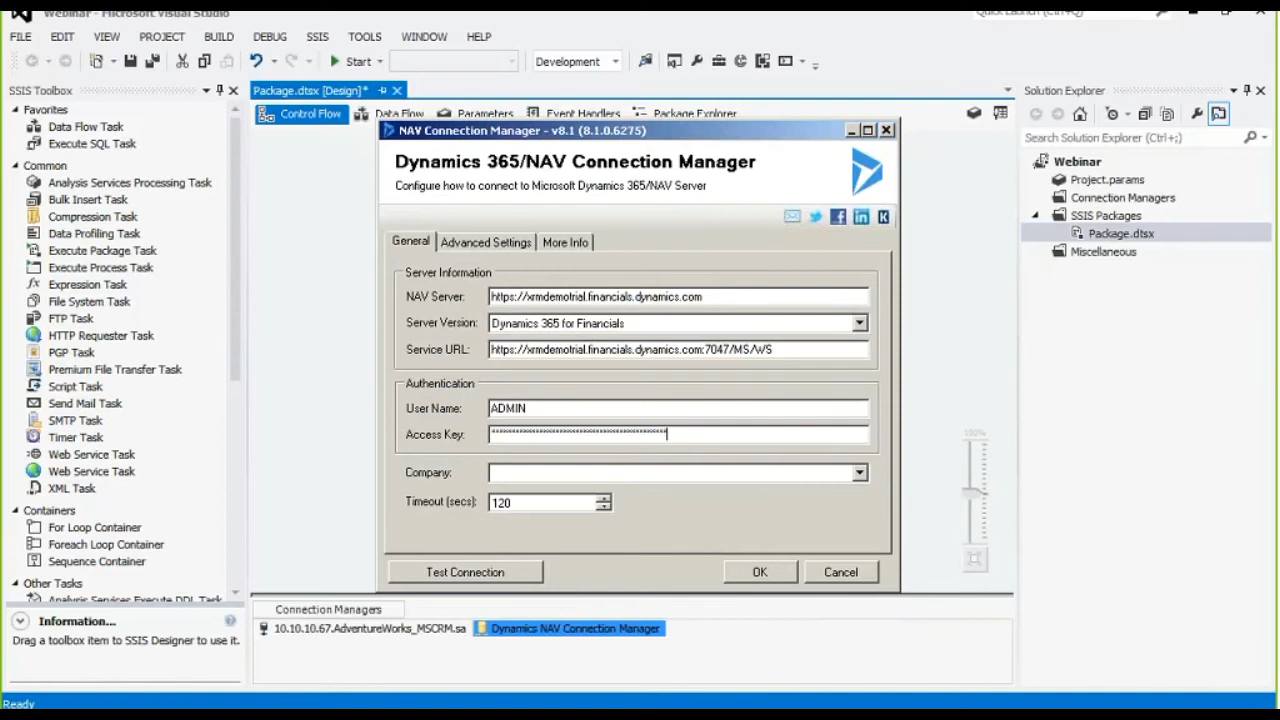 Webinar - Microsoft Visual Studio
Quick Launch (Ctrl+Q)
FILE EDIT VIEW PROJECT BUILD DEBUG SSIS TOOLS WINDOW HELP
Start Development
SSIS Toolbox
Favorites
Data Flow Task
Execute SQL Task
Common
Analysis Services Processing Task
Bulk Insert Task
Compression Task
Data Profiling Task
Execute Package Task
Execute Process Task
Expression Task
File System Task
FTP Task
HTTP Requester Task
PGP Task
Premium File Transfer Task
Script Task
Send Mail Task
SMTP Task
Timer Task
Web Service Task
Web Service Task
XML Task
Containers
For Loop Container
Foreach Loop Container
Sequence Container
Other Tasks
Analysis Services Execute DDL Task
Information...
Drag a toolbox item to SSIS Designer to use it.
Package.dtsx [Design]*
Control Flow Data Flow Parameters Event Handlers Package Explorer
NAV Connection Manager - v8.1 (8.1.0.6275)
Dynamics 365/NAV Connection Manager
Configure how to connect to Microsoft Dynamics 365/NAV Server
General Advanced Settings More Info
Server Information
NAV Server: https://xrmdemotrial.financials.dynamics.com
Server Version: Dynamics 365 for Financials
Service URL: https://xrmdemotrial.financials.dynamics.com:7047/MS/WS
Authentication
User Name: ADMIN
Access Key:
Company:
Timeout (secs): 120
Test Connection OK Cancel
100%
Connection Managers
10.10.10.67.AdventureWorks_MSCRM.sa Dynamics NAV Connection Manager
Solution Explorer
Search Solution Explorer (Ctrl+;)
Webinar
Project.params
Connection Managers
SSIS Packages
Package.dtsx
Miscellaneous
Ready